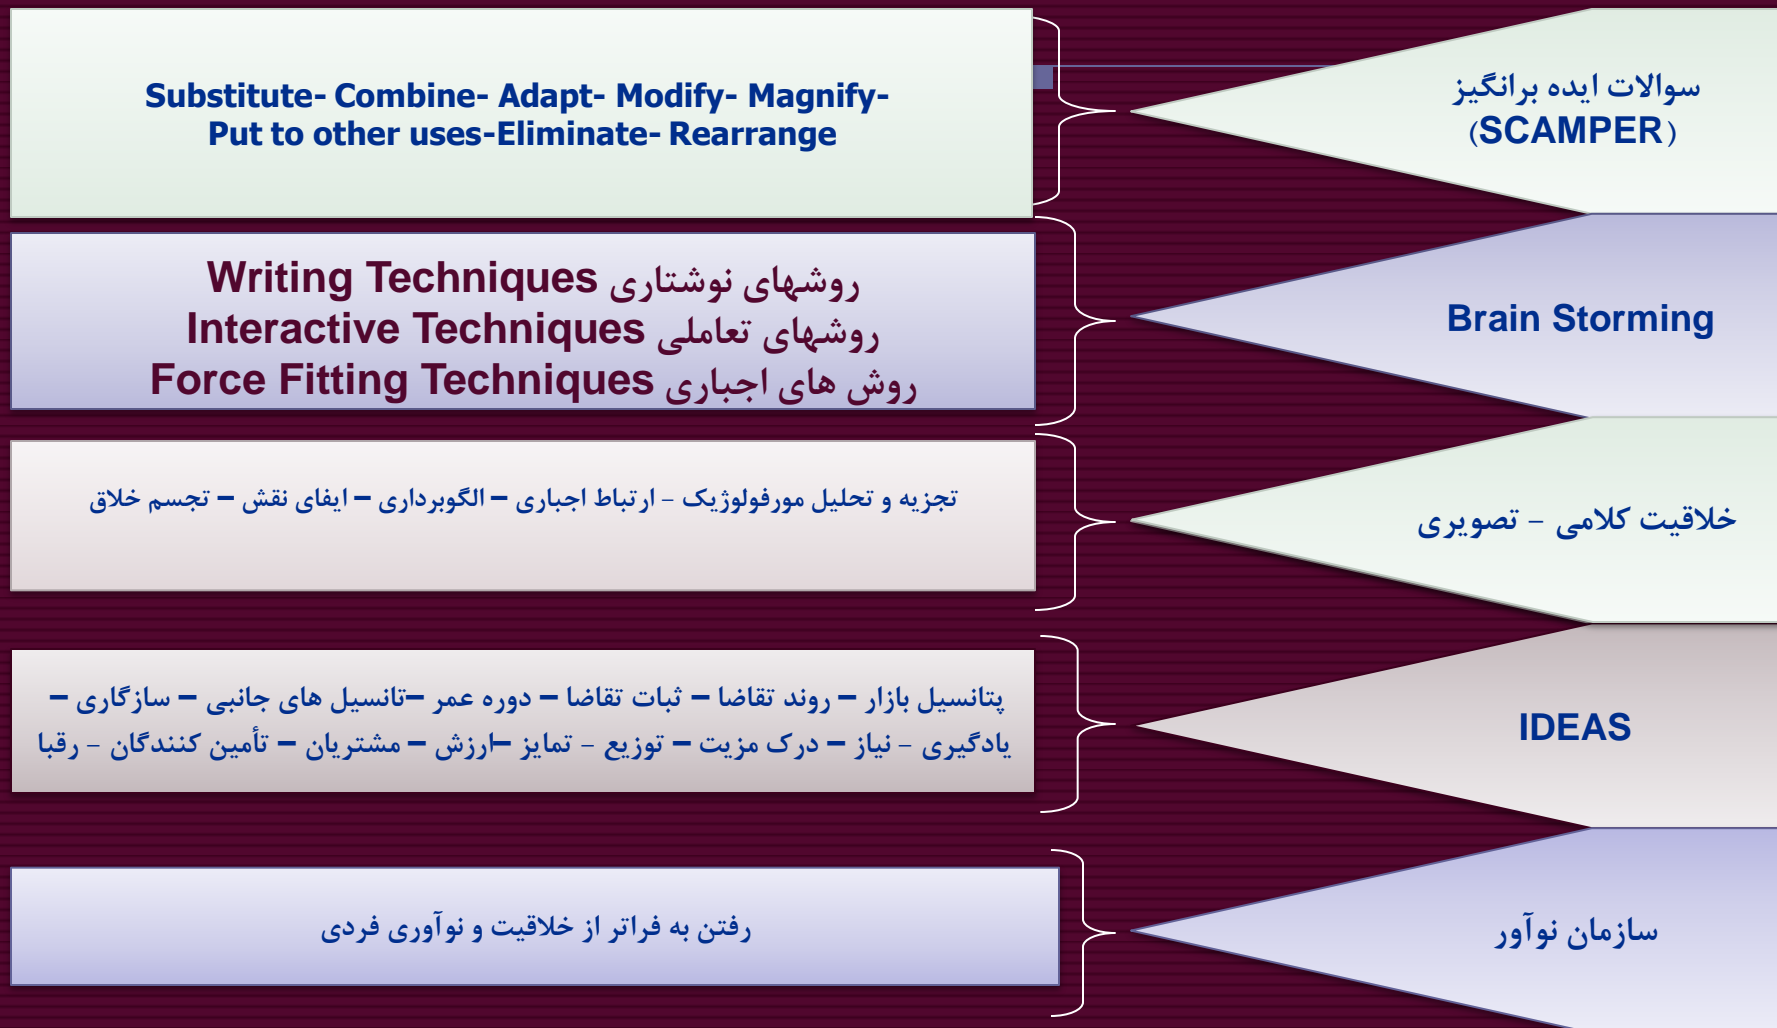 سوالات ایده برانگیز
(SCAMPER)
Substitute- Combine- Adapt- Modify- Magnify-
Put to other uses-Eliminate- Rearrange
Brain Storming
روشهای نوشتاری Writing Techniques
روشهای تعاملی Interactive Techniques
روش های اجباری Force Fitting Techniques
خلاقیت کلامی - تصویری
تجزیه و تحلیل مورفولوژیک - ارتباط اجباری – الگوبرداری – ایفای نقش – تجسم خلاق
IDEAS
پتانسیل بازار – روند تقاضا – ثبات تقاضا – دوره عمر –تانسیل های جانبی – سازگاری –
یادگیری - نیاز – درک مزیت – توزیع - تمایز –ارزش – مشتریان – تأمین کنندگان - رقبا
سازمان نوآور
رفتن به فراتر از خلاقیت و نوآوری فردی